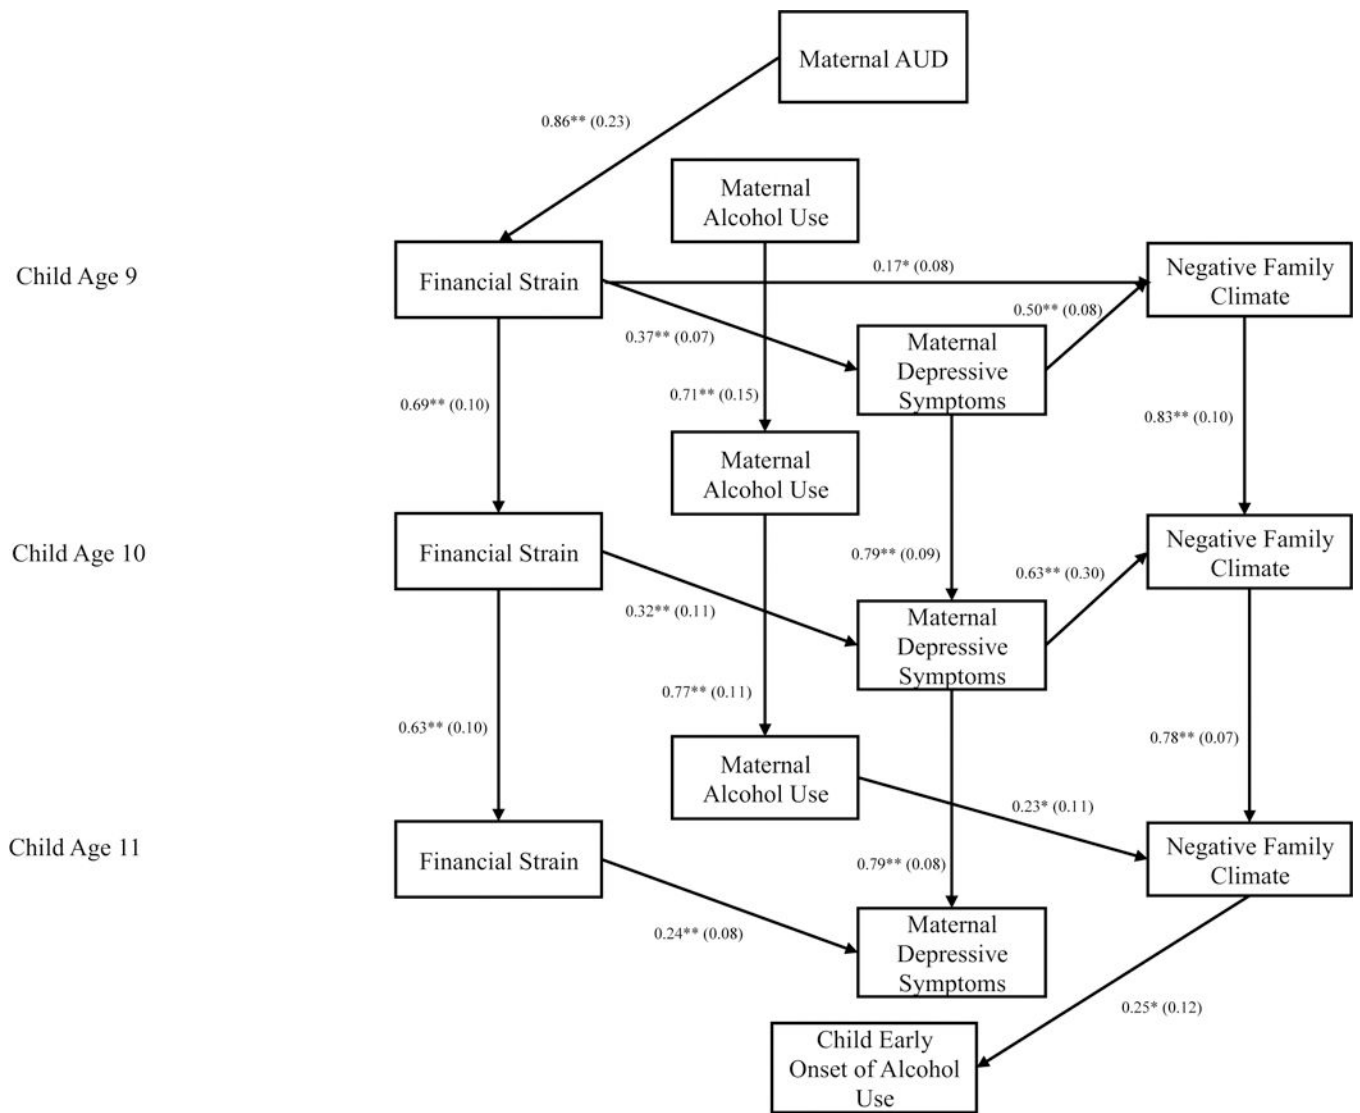 Maternal AUD
0.86** (0.23)
Maternal
Alcohol Use
Child Age 9
Financial Strain
0.17* (0.08)
Negative Family
Climate
0.50** (0.08)
0.37** (0.07)
Maternal
Depressive
Symptoms
0.69** (0.10)
0.71** (0.15)
0.83** (0.10)
Maternal
Alcohol Use
Child Age 10
Financial Strain
0.79** (0.09)
0.63** (0.30)
Negative Family
Climate
0.32** (0.11)
Maternal
Depressive
Symptoms
0.77** (0.11)
0.63** (0.10)
0.78** (0.07)
Maternal
Alcohol Use
0.23* (0.11)
Child Age 11
Financial Strain
0.79** (0.08)
Negative Family
Climate
0.24** (0.08)
Maternal
Depressive
Symptoms
0.25* (0.12)
Child Early
Onset of Alcohol
Use